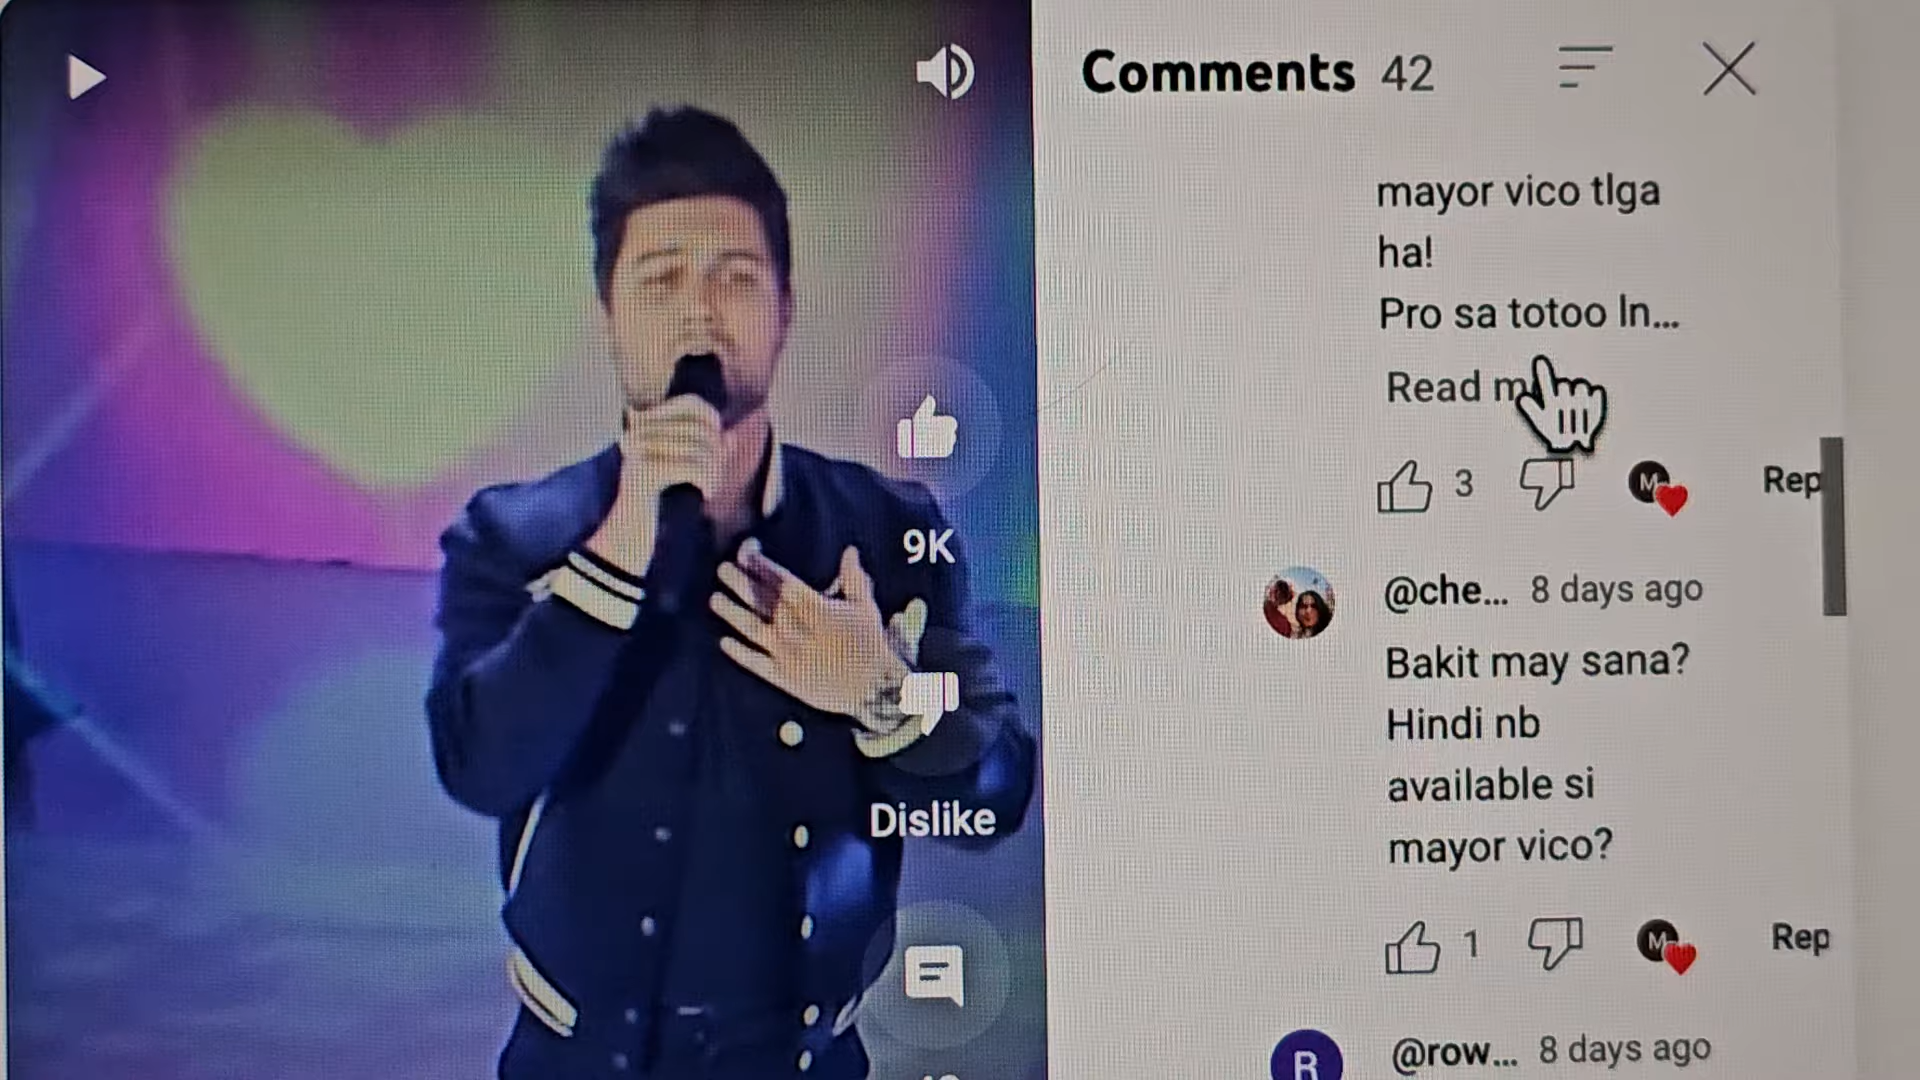 Comments 42
mayor vico tlga
ha!
Pro sa totoo ln...
Read
3
Rep
@che... 8 days ago
Bakit may sana?
Hindi nb
available si
mayor vico?
1
Rep
@row... 8 days ago
R
9K
Dislike
M
M